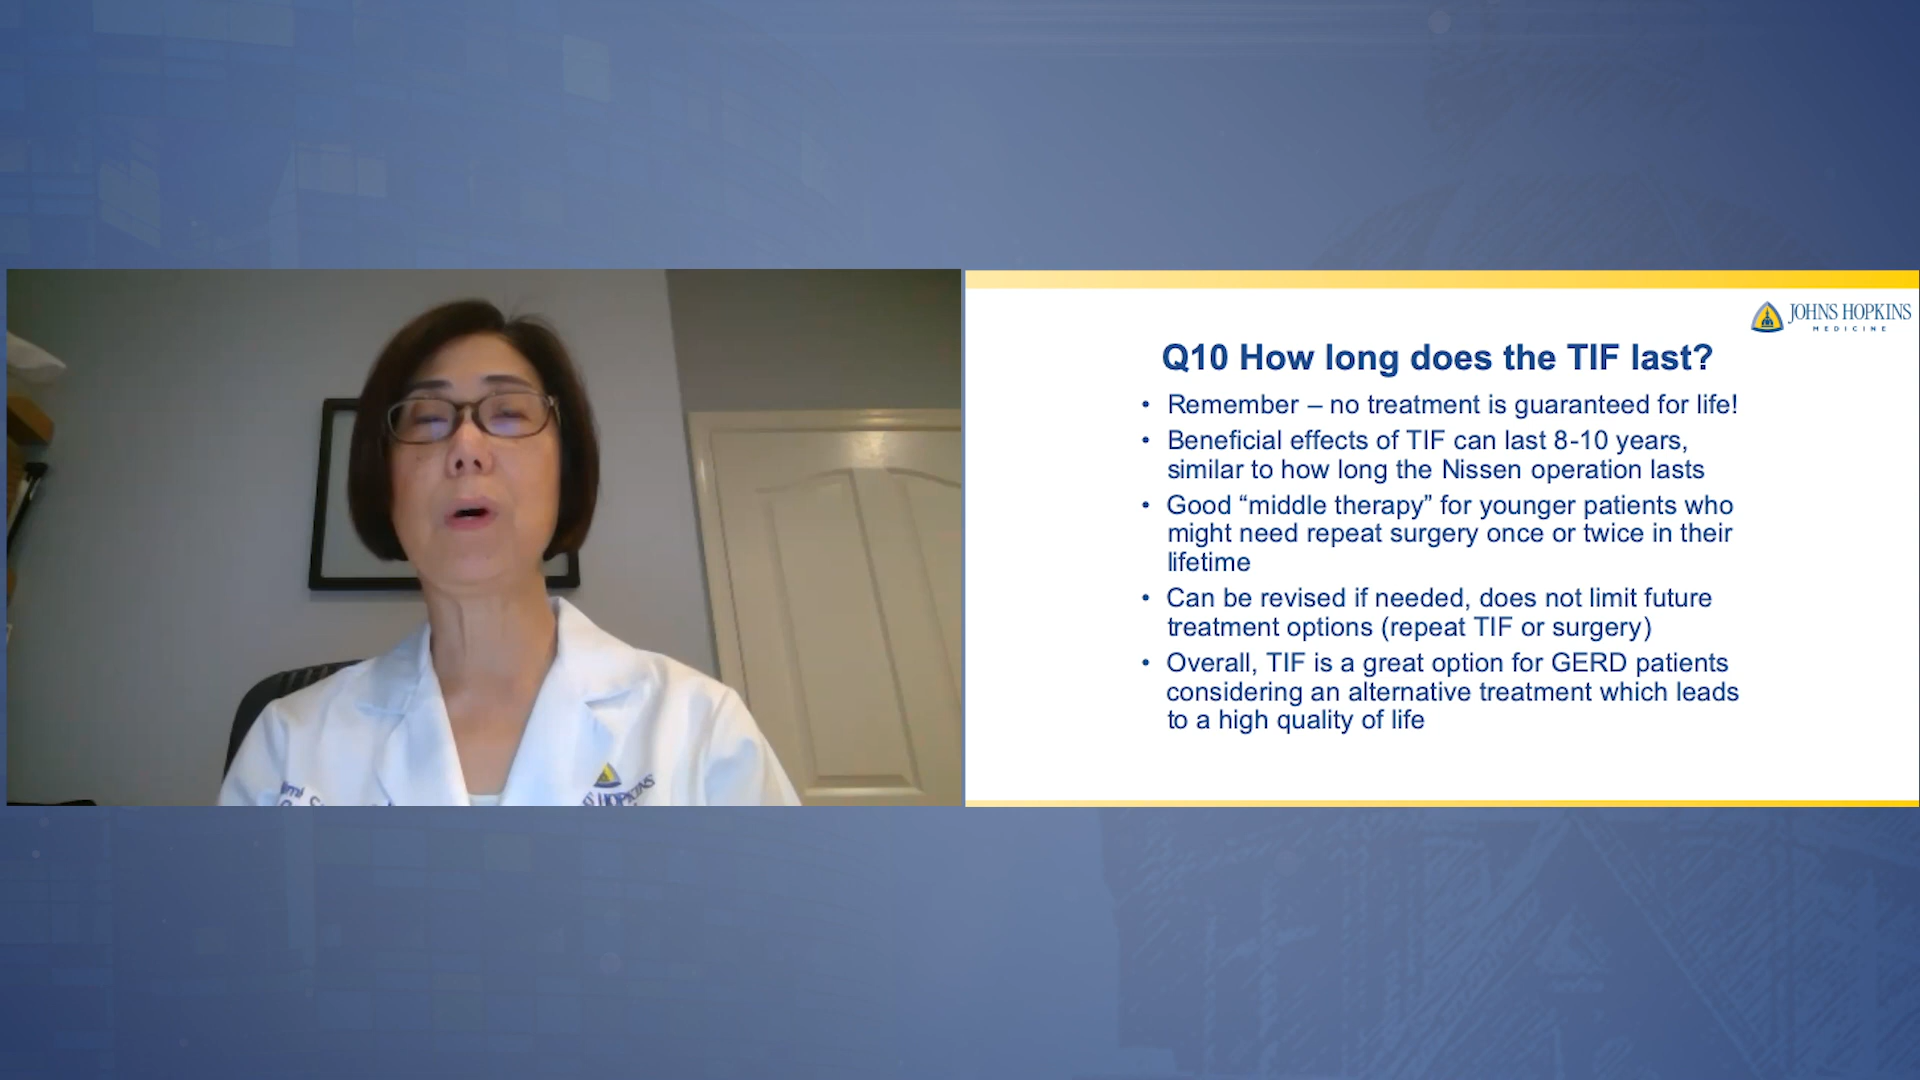 JOHNS HOPKINS
MEDICINE
Q10 How long does the TIF last?
• Remember – no treatment is guaranteed for life!
• Beneficial effects of TIF can last 8-10 years,
similar to how long the Nissen operation lasts
• Good “middle therapy” for younger patients who
might need repeat surgery once or twice in their
lifetime
• Can be revised if needed, does not limit future
treatment options (repeat TIF or surgery)
• Overall, TIF is a great option for GERD patients
considering an alternative treatment which leads
to a high quality of life
HOPKINS